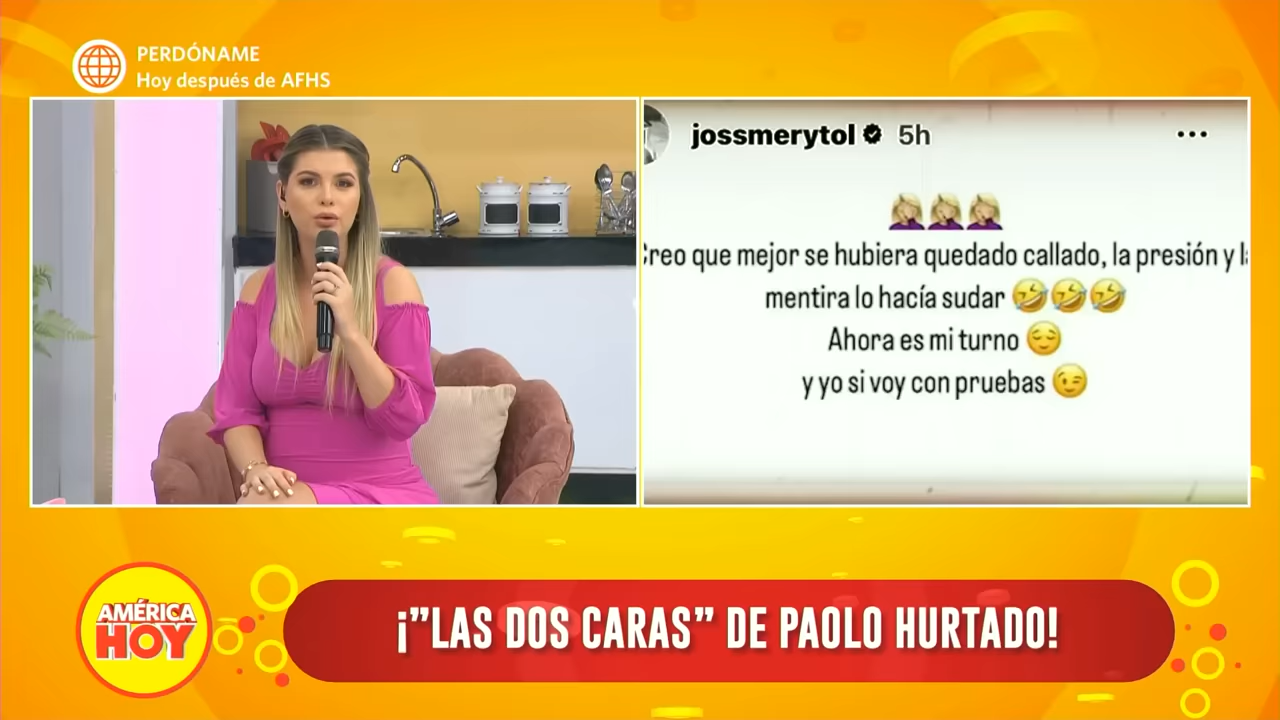 PERDÓNAME
Hoy después de AFHS
jossmerytol 5h
Creo que mejor se hubiera quedado callado, la presión y la
mentira lo hacía sudar 🤣🤣🤣
Ahora es mi turno 😌
y yo si voy con pruebas 😉
AMÉRICA
HOY
¡"LAS DOS CARAS" DE PAOLO HURTADO!